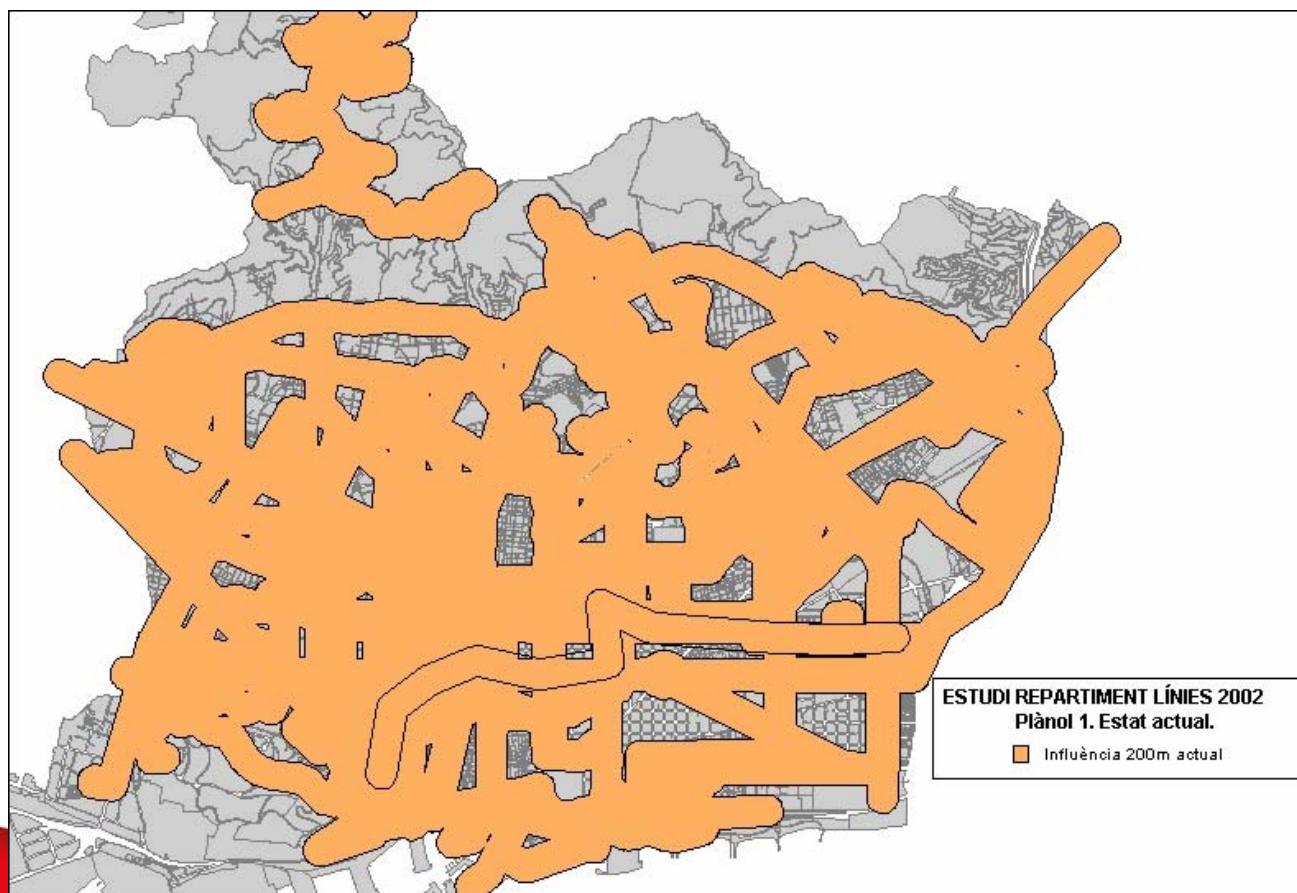 ESTUDI REPARTIMENT LÍNIES 2002
Plànol 1. Estat actual.
Influència 200m actual